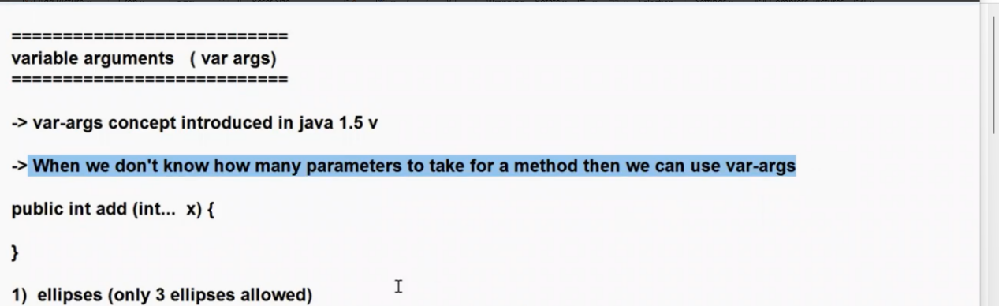 ===========================
variable arguments ( var args)
===========================
-> var-args concept introduced in java 1.5 v
-> When we don't know how many parameters to take for a method then we can use var-args
public int add (int... x) {
}
1) ellipses (only 3 ellipses allowed)